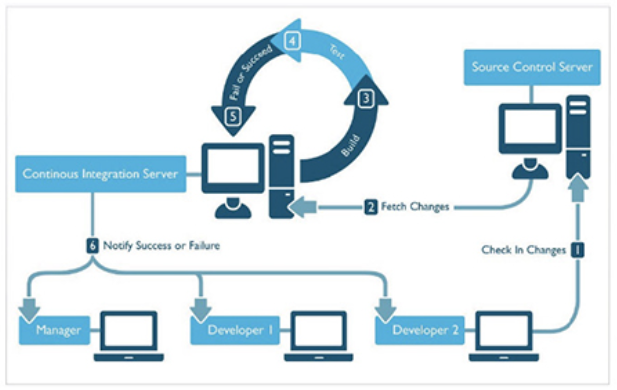 4
Test
Fail or Succeed
3
5
Build
Source Control Server
Continous Integration Server
2 Fetch Changes
6 Notify Success or Failure
Check In Changes 1
Manager
Developer 1
Developer 2